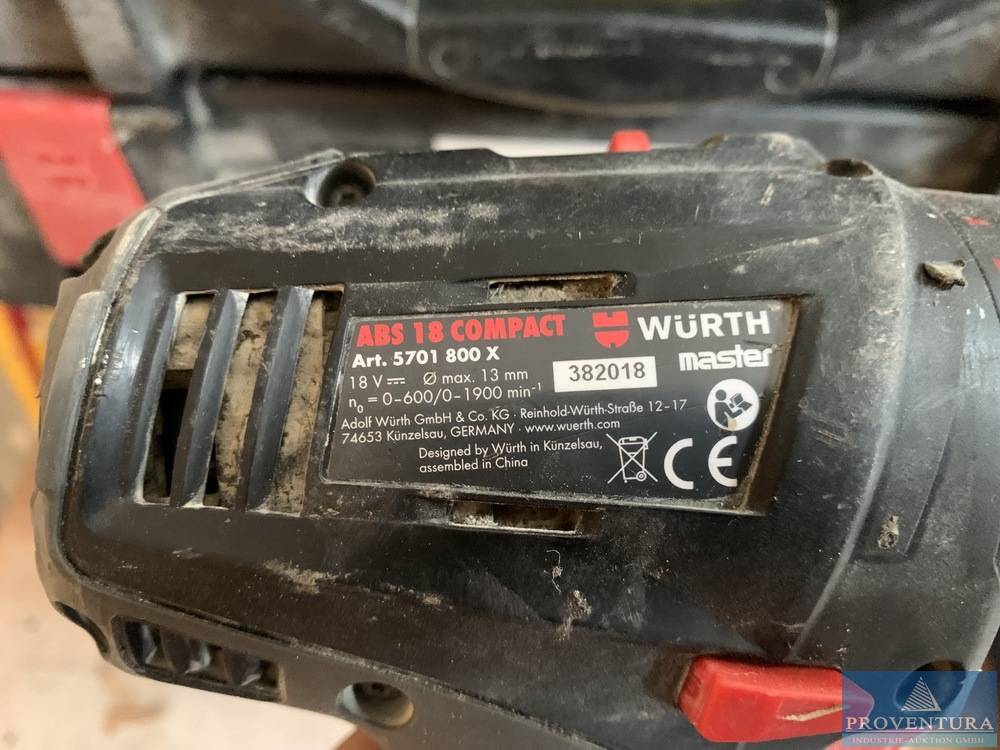 ABS 18 COMPACT WÜRTH
Art. 5701 800 X master
18 V ⎓ Ø max. 13 mm 382018
n₀ = 0-600/0-1900 min⁻¹
Adolf Würth GmbH & Co. KG · Reinhold-Würth-Straße 12-17
74653 Künzelsau, GERMANY · www.wuerth.com
Designed by Würth in Künzelsau,
assembled in China
CE
PROVENTURA
INDUSTRIE-AUKTION GMBH